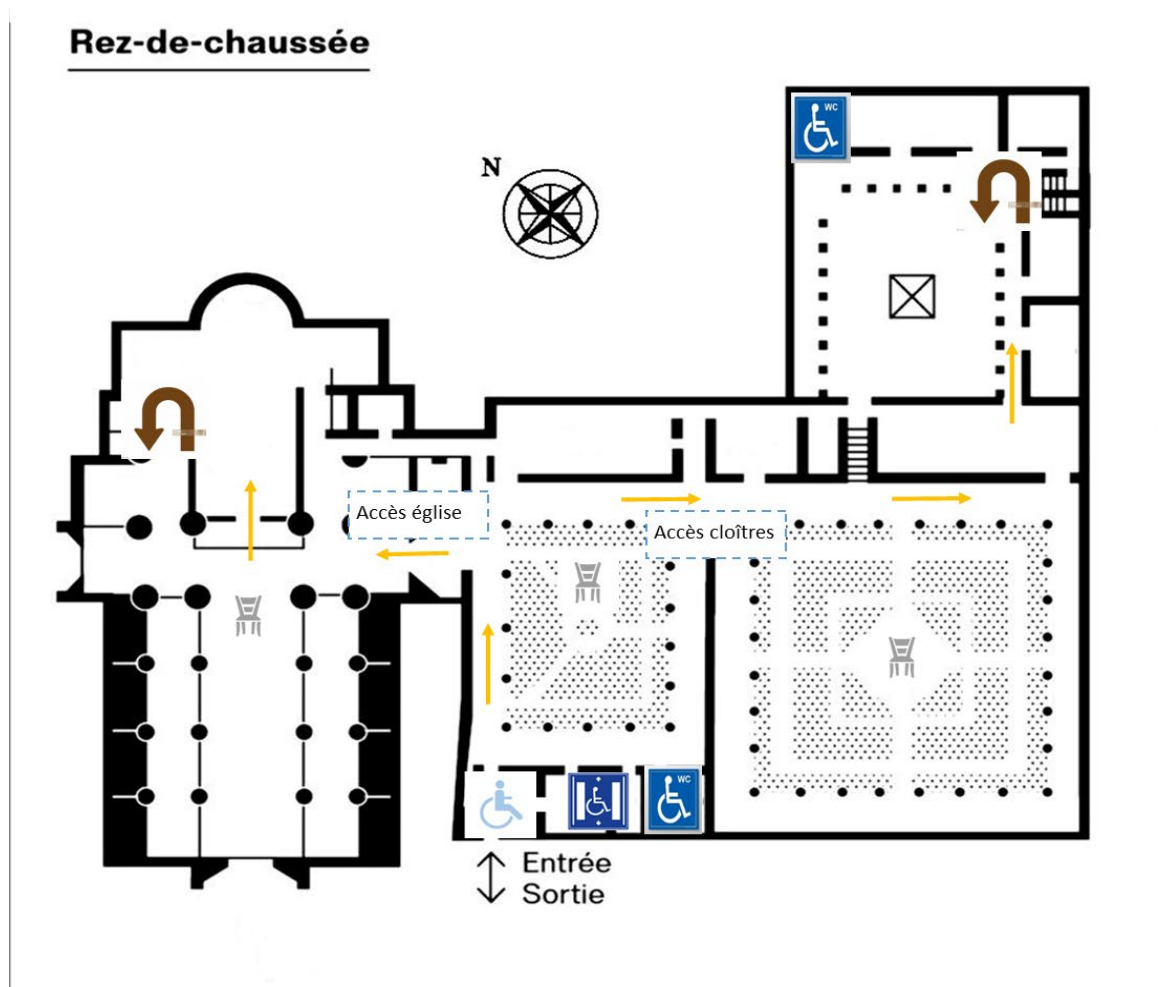 Rez-de-chaussée
WC
N
Accès église
Accès cloîtres
WC
Entrée
Sortie